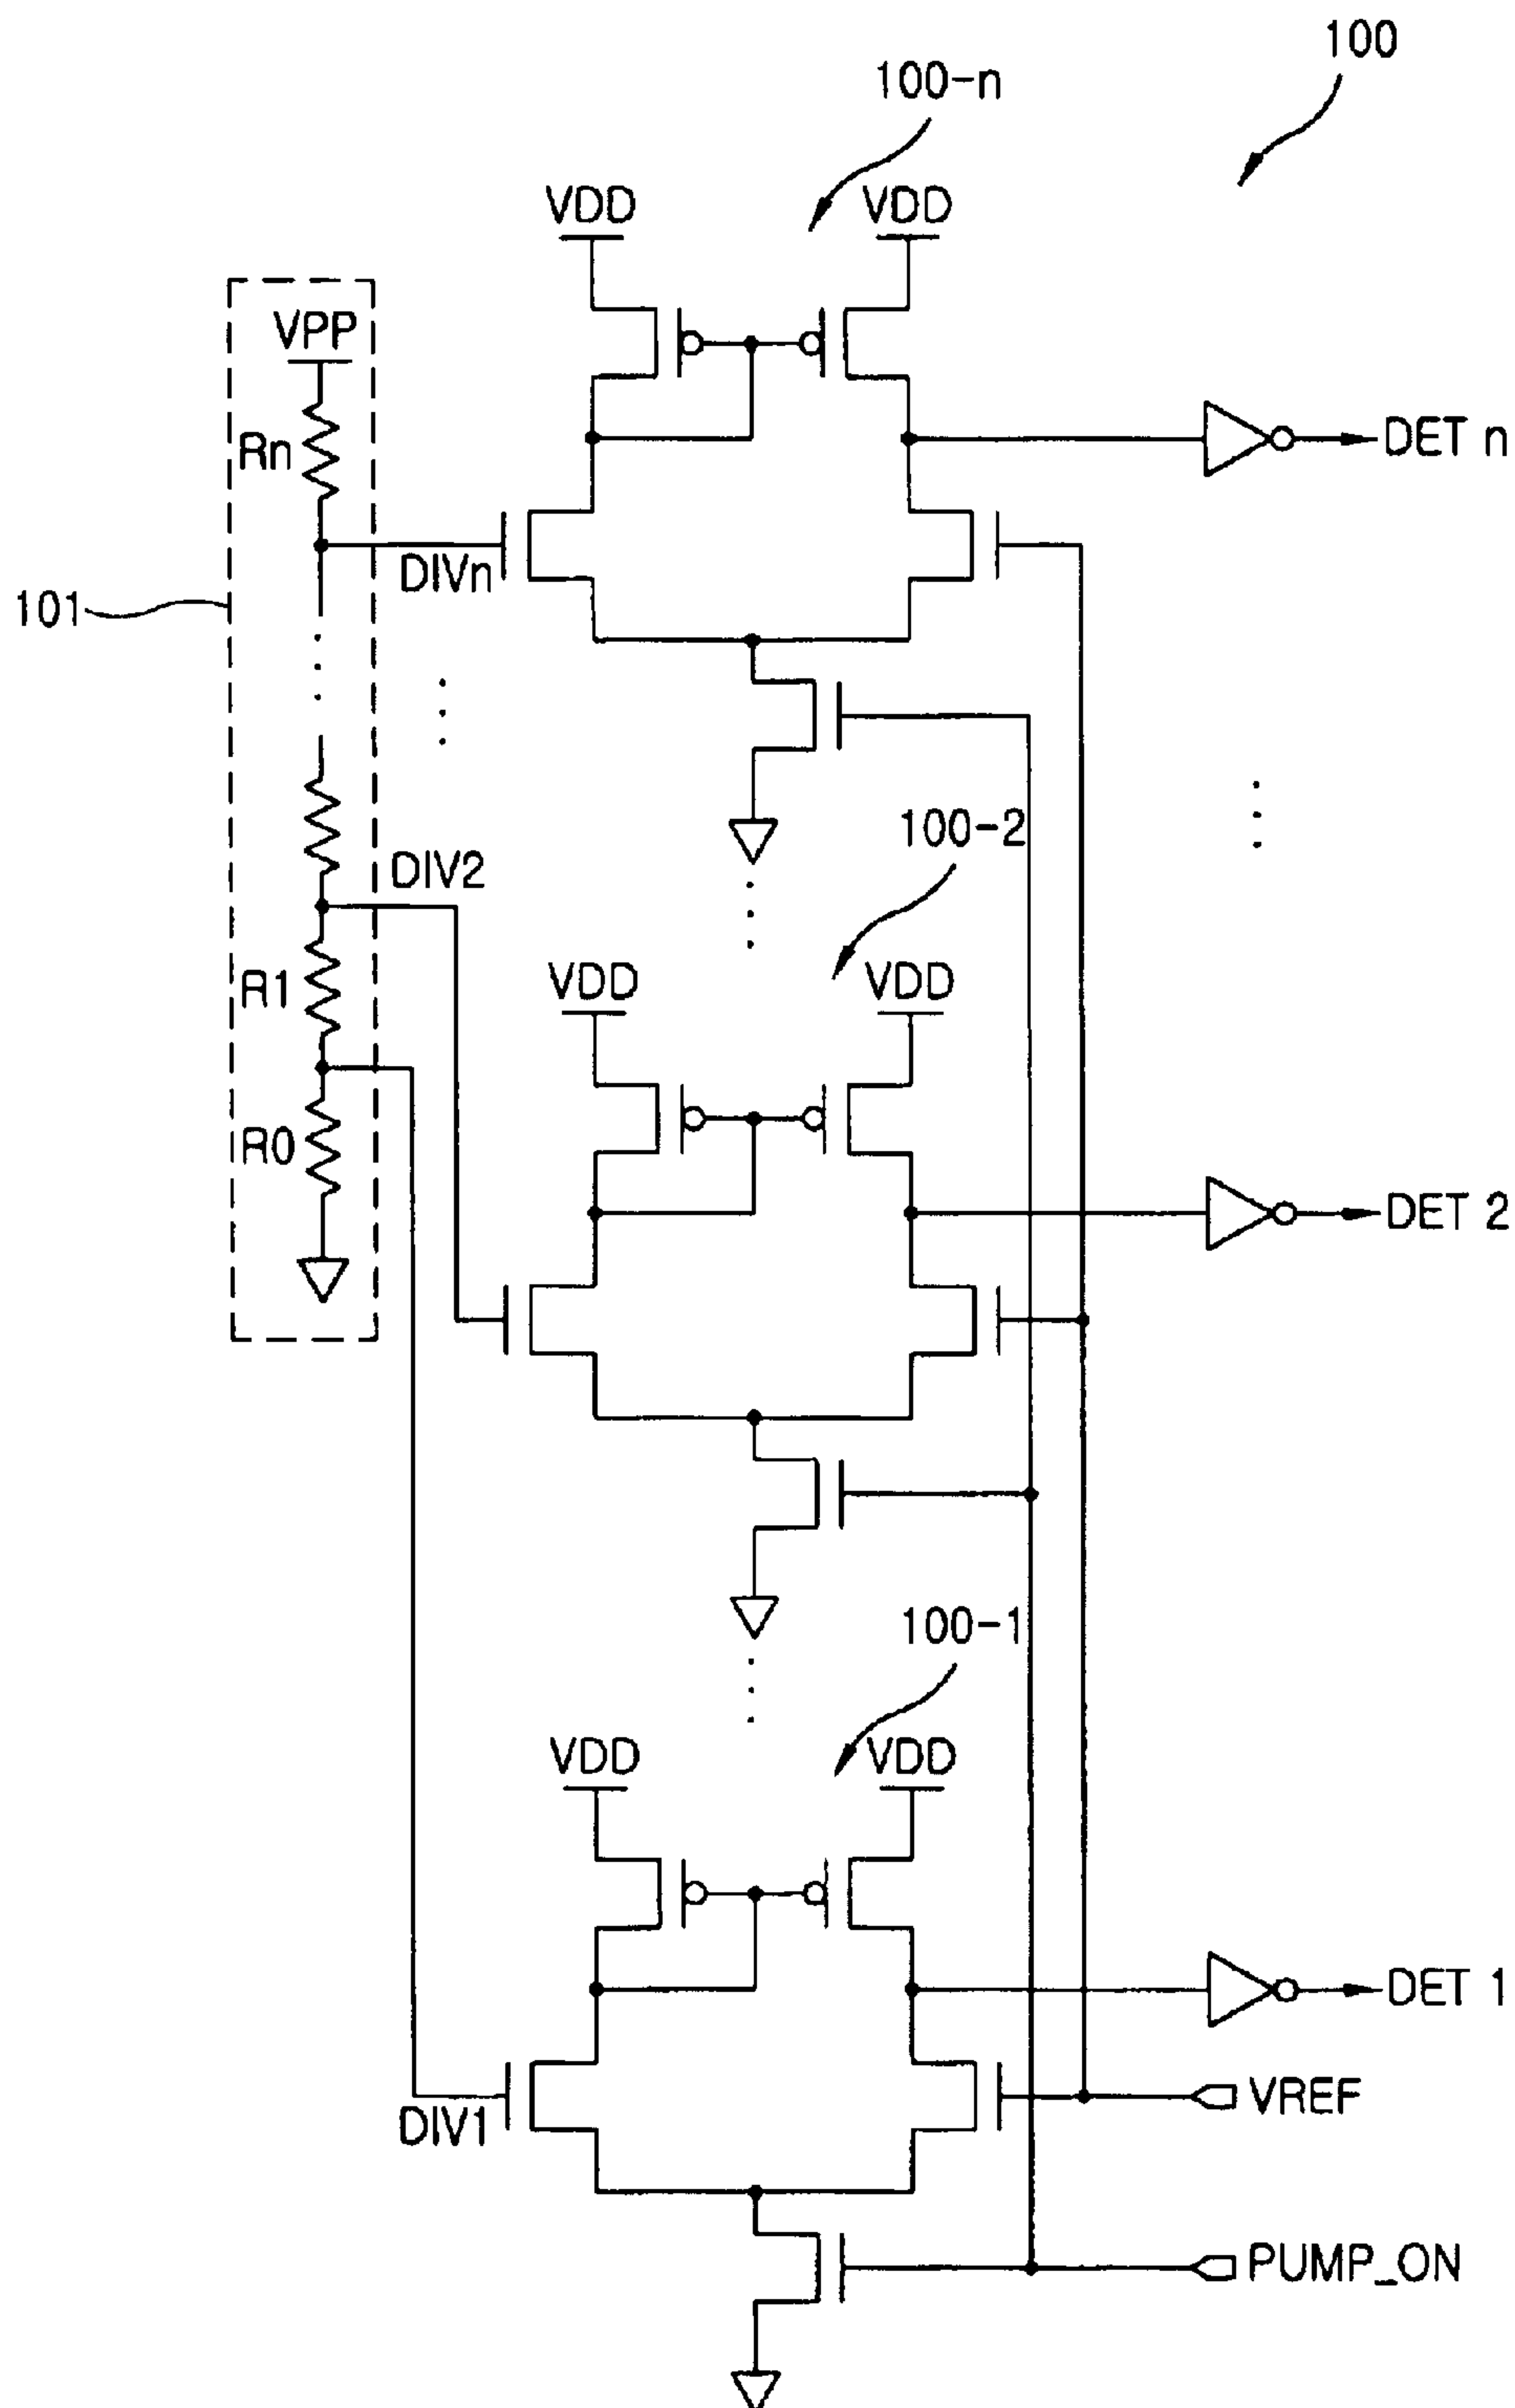 100
100-n
VDD
VDD
VPP
Rn
DET n
DIVn
101
100-2
DIV2
VDD
VDD
R1
R0
DET 2
100-1
VDD
VDD
DET 1
VREF
DIV1
PUMP_ON